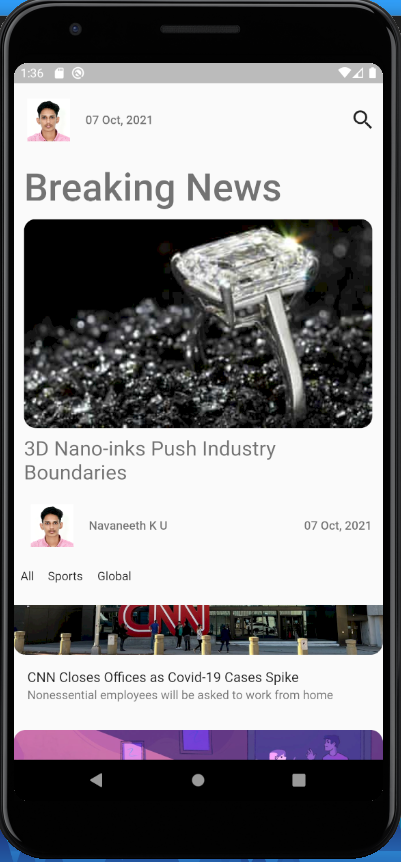 1:36
07 Oct, 2021
Breaking News
3D Nano-inks Push Industry
Boundaries
Navaneeth K U
07 Oct, 2021
All Sports Global
CNN
CNN Closes Offices as Covid-19 Cases Spike
Nonessential employees will be asked to work from home